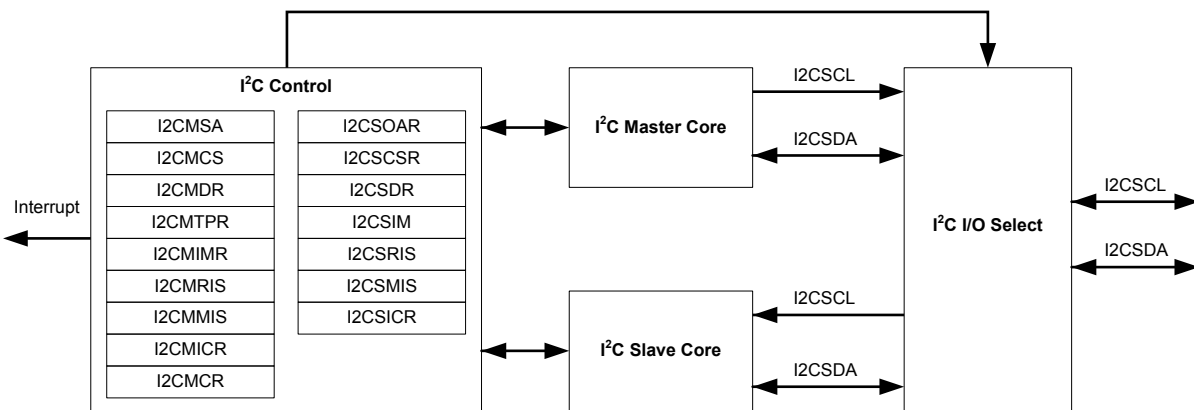 I²C Control
I2CMSA
I2CMCS
I2CMDR
I2CMTPR
I2CMIMR
I2CMRIS
I2CMMIS
I2CMICR
I2CMCR
I2CSOAR
I2CSCSR
I2CSDR
I2CSIM
I2CSRIS
I2CSMIS
I2CSICR
Interrupt
I²C Master Core
I2CSCL
I2CSDA
I²C Slave Core
I2CSCL
I2CSDA
I²C I/O Select
I2CSCL
I2CSDA